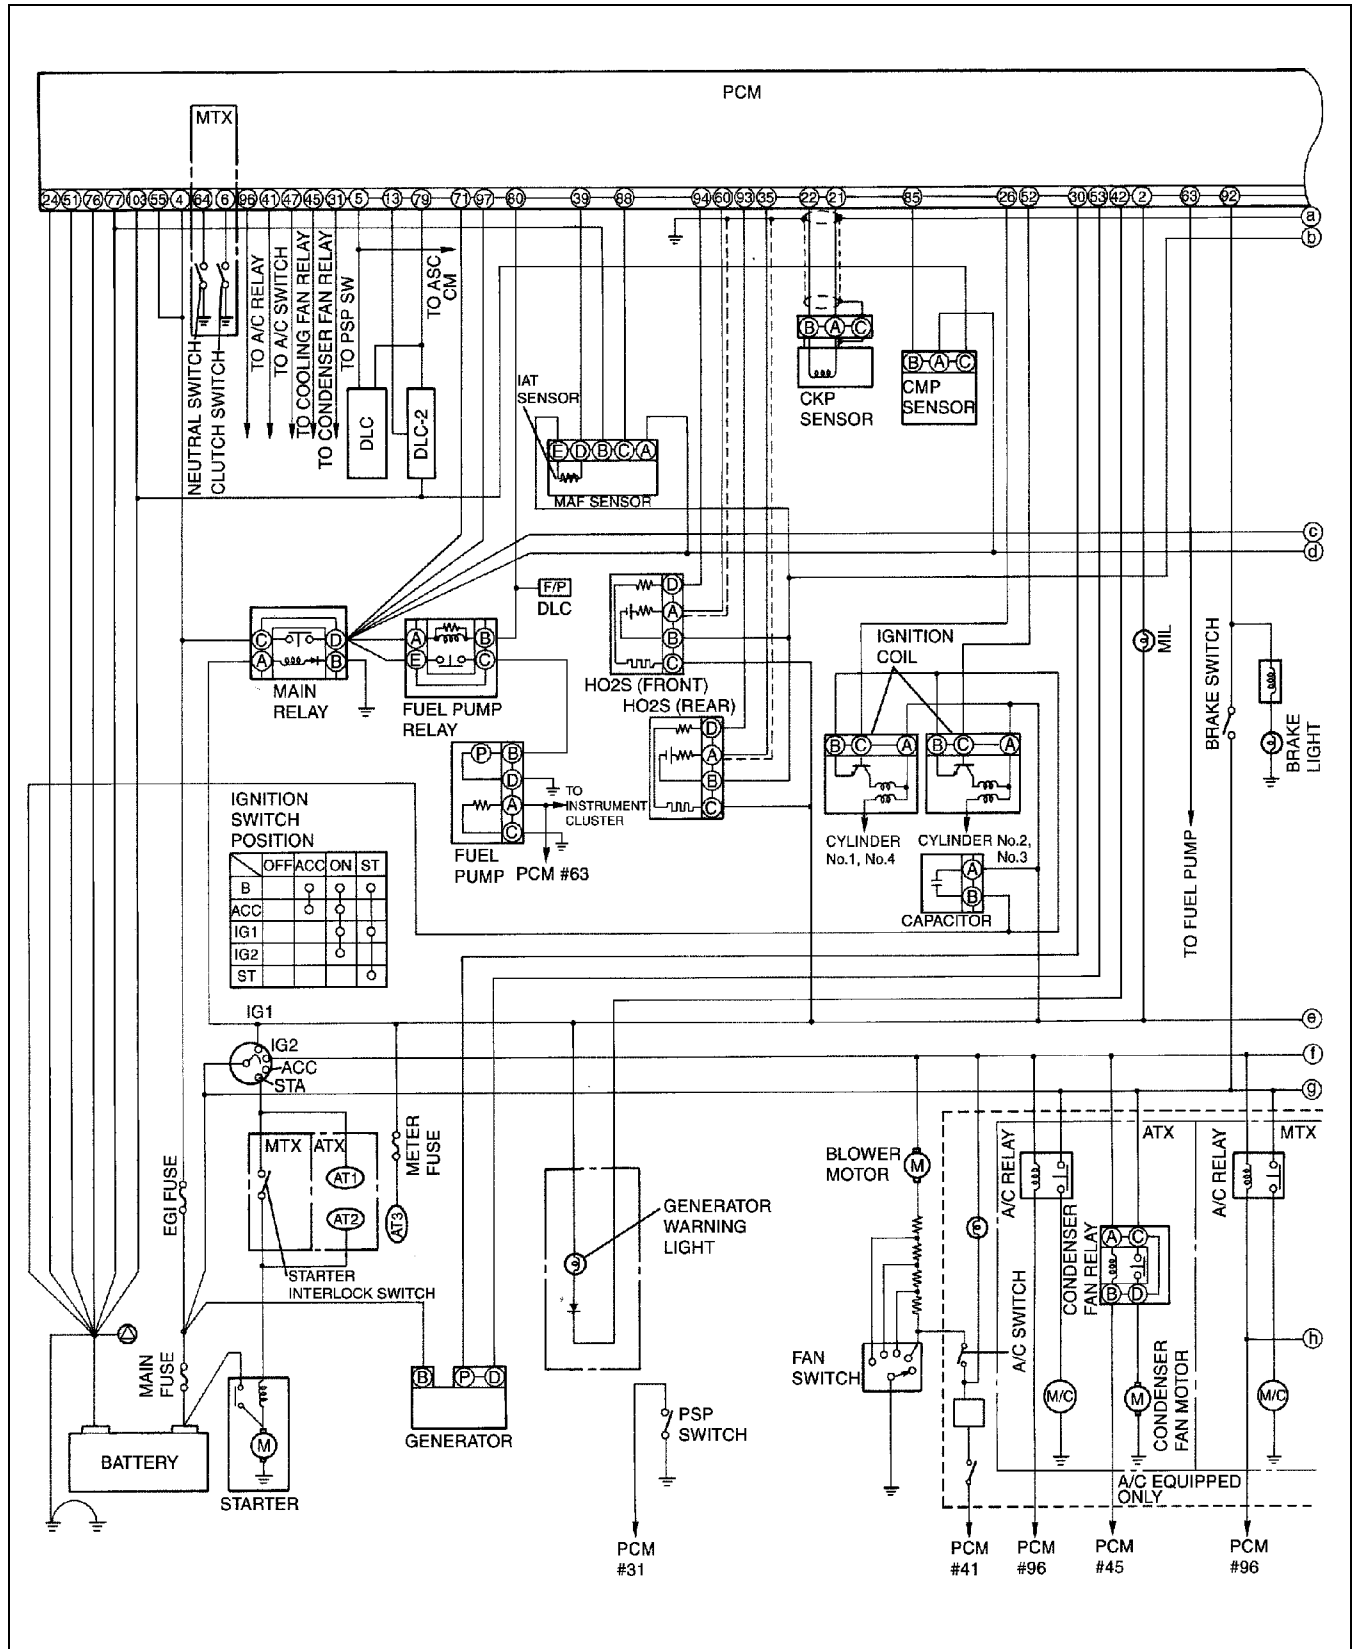 PCM
MTX
24 51 76 77 103 55 4 64 6 96 41 47 45 31 5 13 79 71 97 80 39 88 94 60 93 35 22 21 85 26 52 30 53 42 2 63 92
a
b
NEUTRAL SWITCH
CLUTCH SWITCH
TO A/C RELAY
TO A/C SWITCH
TO COOLING FAN RELAY
TO CONDENSER FAN RELAY
TO PSP SW
TO ASC
CM
DLC
DLC-2
IAT
SENSOR
E D B C A
MAF SENSOR
B A C
CKP
SENSOR
B A C
CMP
SENSOR
c
d
F/P
DLC
C D
A B
MAIN
RELAY
A B
E C
FUEL PUMP
RELAY
D
A
B
C
HO2S (FRONT)
HO2S (REAR)
D
A
B
C
IGNITION
COIL
B C A
B C A
CYLINDER
No.1, No.4
CYLINDER No.2,
No.3
A
B
CAPACITOR
MIL
BRAKE SWITCH
BRAKE
LIGHT
TO FUEL PUMP
P B
D
A
C
TO
INSTRUMENT
CLUSTER
FUEL
PUMP
PCM #63
IGNITION
SWITCH
POSITION
OFF ACC ON ST
B
ACC
IG1
IG2
ST
IG1
IG2
ACC
STA
e
f
g
MTX ATX
AT1
AT2
AT3
METER
FUSE
EGI FUSE
STARTER
INTERLOCK SWITCH
MAIN
FUSE
BATTERY
M
STARTER
B P D
GENERATOR
GENERATOR
WARNING
LIGHT
PSP
SWITCH
PCM
#31
BLOWER
MOTOR
M
FAN
SWITCH
A/C SWITCH
ATX
MTX
A/C RELAY
A/C RELAY
CONDENSER
FAN RELAY
A C
B D
h
M/C
M
M/C
CONDENSER
FAN MOTOR
A/C EQUIPPED
ONLY
PCM
#41
PCM
#96
PCM
#45
PCM
#96